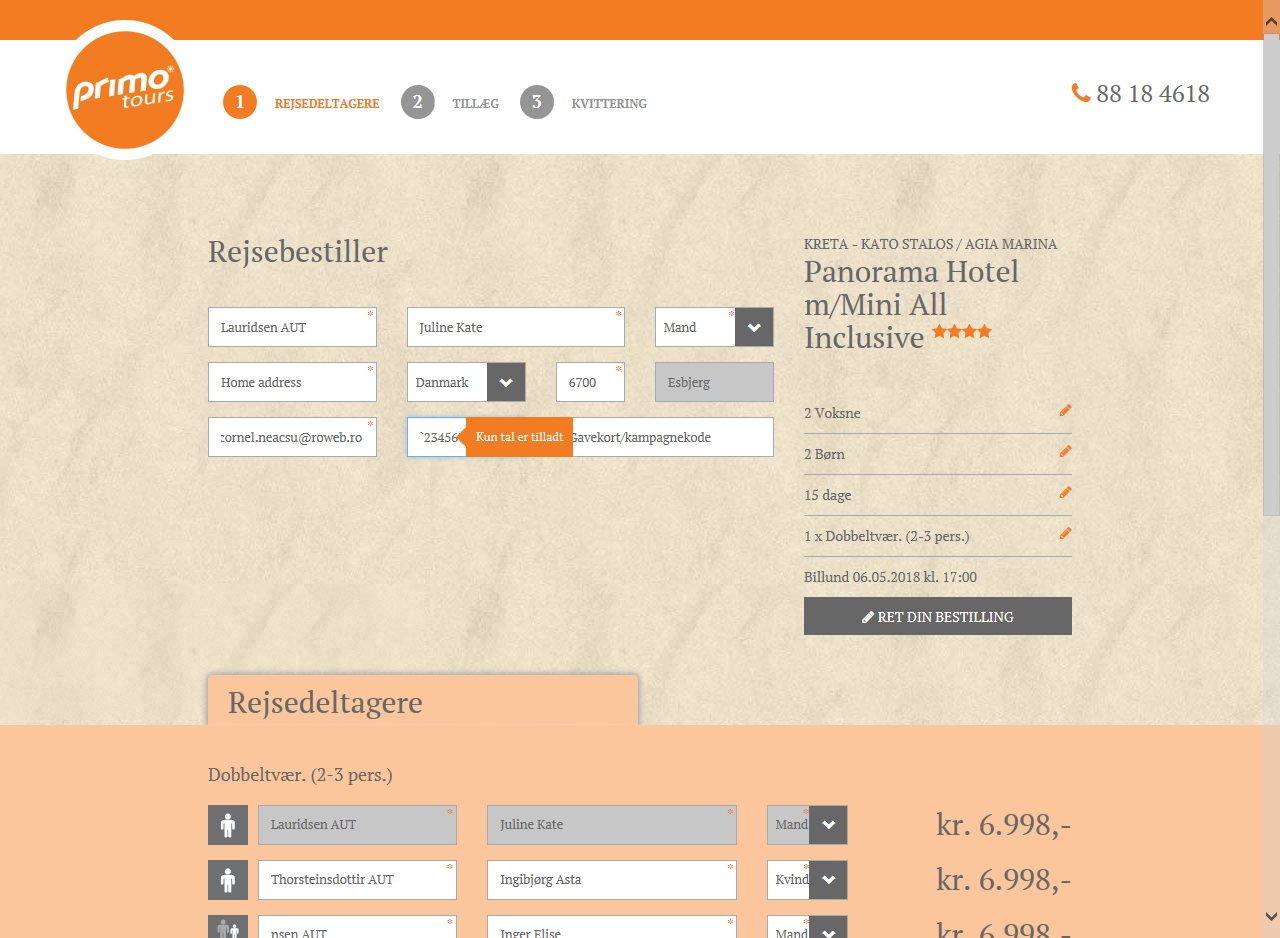 primo
tours
1 REJSEDELTAGERE 2 TILLÆG 3 KVITTERING
88 18 4618
Rejsebestiller
Lauridsen AUT * Juline Kate * Mand *
Home address * Danmark 6700 * Esbjerg
cornel.neacsu@roweb.ro * `23456 Kun tal er tilladt Gavekort/kampagnekode
KRETA - KATO STALOS / AGIA MARINA
Panorama Hotel
m/Mini All
Inclusive
2 Voksne
2 Børn
15 dage
1 x Dobbeltvær. (2-3 pers.)
Billund 06.05.2018 kl. 17:00
RET DIN BESTILLING
Rejsedeltagere
Dobbeltvær. (2-3 pers.)
Lauridsen AUT * Juline Kate * Mand * kr. 6.998,-
Thorsteinsdottir AUT * Ingibjørg Asta * Kvind * kr. 6.998,-
nsen AUT * Inger Elise * Mand * kr. 6.998,-